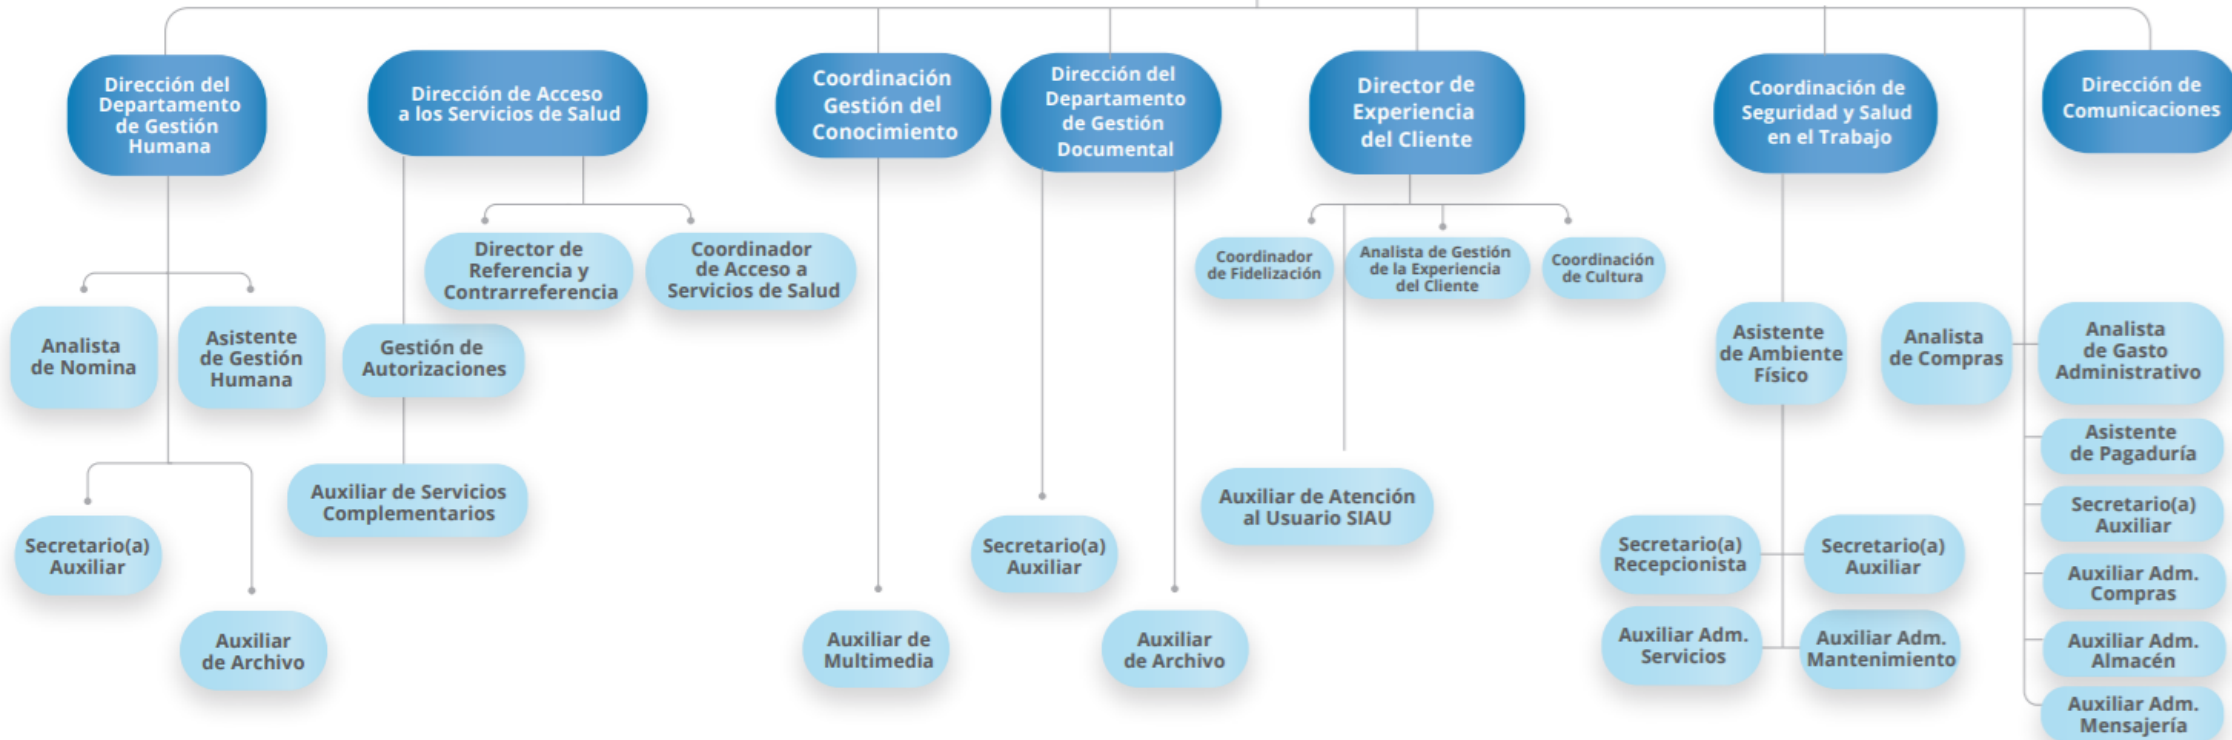 Dirección del
Departamento
de Gestión
Humana
Dirección de Acceso
a los Servicios de Salud
Coordinación
Gestión del
Conocimiento
Dirección del
Departamento
de Gestión
Documental
Director de
Experiencia
del Cliente
Coordinación de
Seguridad y Salud
en el Trabajo
Dirección de
Comunicaciones
Director de
Referencia y
Contrarreferencia
Coordinador
de Acceso a
Servicios de Salud
Coordinador
de Fidelización
Analista de Gestión
de la Experiencia
del Cliente
Coordinación
de Cultura
Analista
de Nomina
Asistente
de Gestión
Humana
Gestión de
Autorizaciones
Asistente
de Ambiente
Físico
Analista
de Compras
Analista
de Gasto
Administrativo
Asistente
de Pagaduría
Auxiliar de Servicios
Complementarios
Auxiliar de Atención
al Usuario SIAU
Secretario(a)
Auxiliar
Secretario(a)
Auxiliar
Secretario(a)
Auxiliar
Secretario(a)
Recepcionista
Secretario(a)
Auxiliar
Auxiliar Adm.
Compras
Auxiliar
de Archivo
Auxiliar de
Multimedia
Auxiliar
de Archivo
Auxiliar Adm.
Servicios
Auxiliar Adm.
Mantenimiento
Auxiliar Adm.
Almacén
Auxiliar Adm.
Mensajería